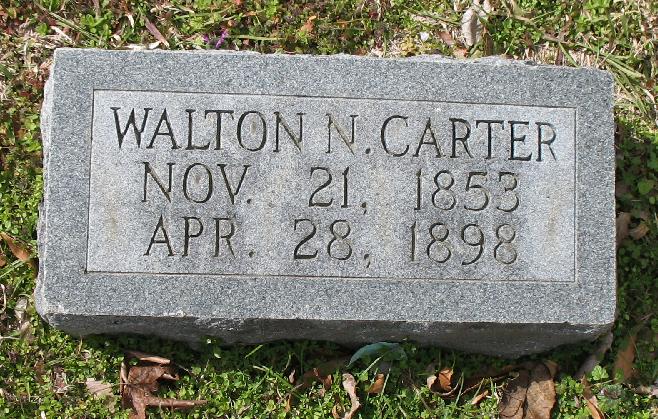 WALTON N. CARTER
NOV. 21, 1853
APR. 28, 1898